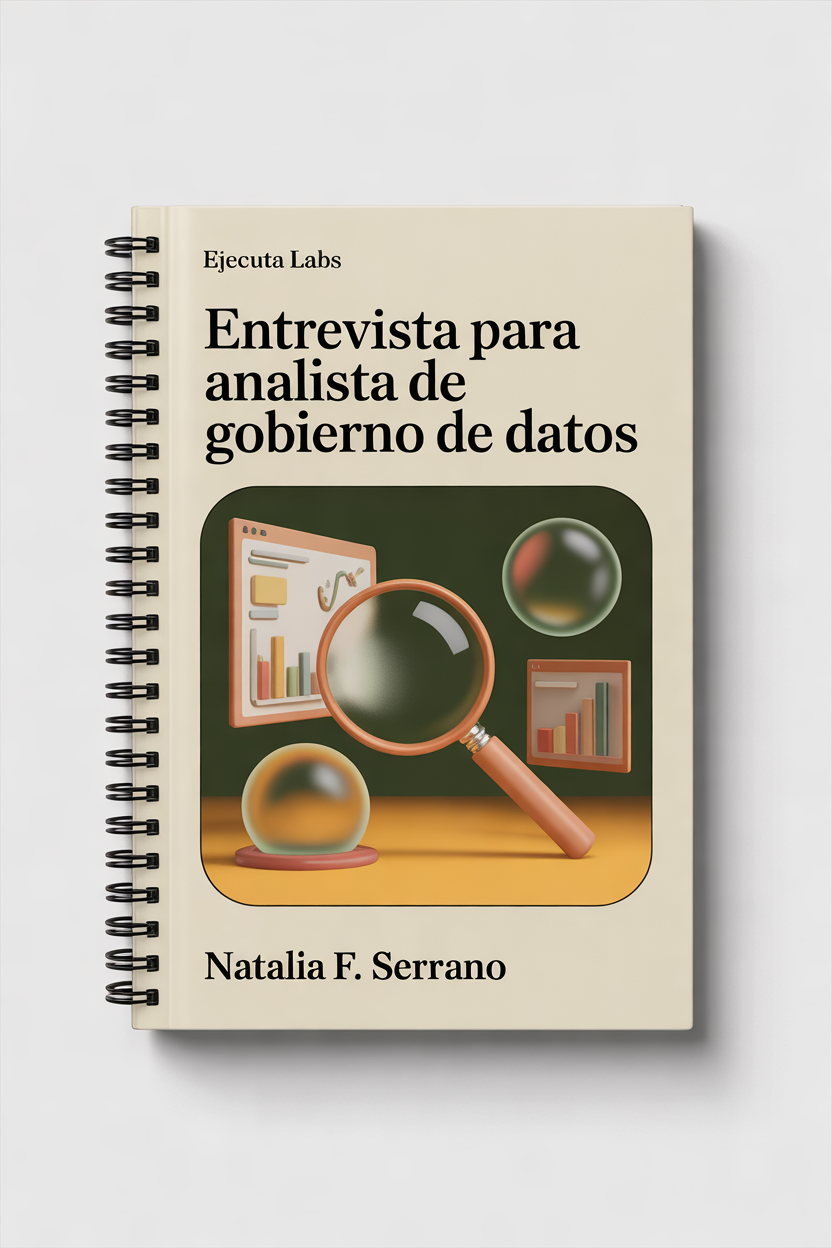 Ejecuta Labs
Entrevista para
analista de
gobierno de datos
Natalia F. Serrano